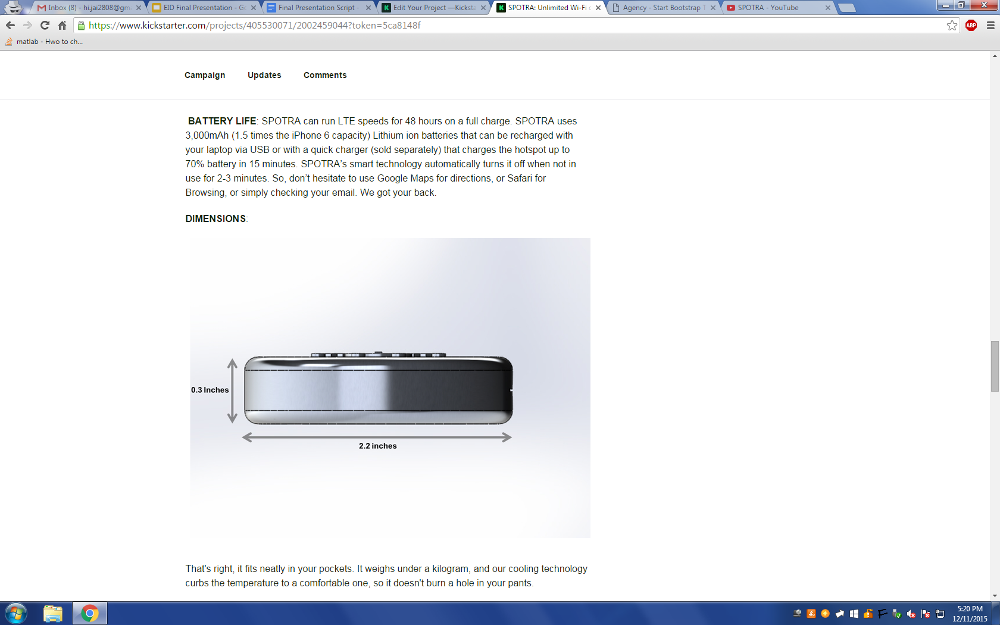 Inbox (8) - hi.jai2808@gm
EID Final Presentation - Go
Final Presentation Script -
Edit Your Project —Kicksta
SPOTRA: Unlimited Wi-Fi c
Agency - Start Bootstrap T
SPOTRA - YouTube
https://www.kickstarter.com/projects/405530071/2002459044?token=5ca8148f
ABP
matlab - Hwo to ch...
Campaign Updates Comments
BATTERY LIFE: SPOTRA can run LTE speeds for 48 hours on a full charge. SPOTRA uses
3,000mAh (1.5 times the iPhone 6 capacity) Lithium ion batteries that can be recharged with
your laptop via USB or with a quick charger (sold separately) that charges the hotspot up to
70% battery in 15 minutes. SPOTRA’s smart technology automatically turns it off when not in
use for 2-3 minutes. So, don’t hesitate to use Google Maps for directions, or Safari for
Browsing, or simply checking your email. We got your back.
DIMENSIONS:
0.3 Inches
2.2 inches
That's right, it fits neatly in your pockets. It weighs under a kilogram, and our cooling technology
curbs the temperature to a comfortable one, so it doesn't burn a hole in your pants.
5:20 PM
12/11/2015